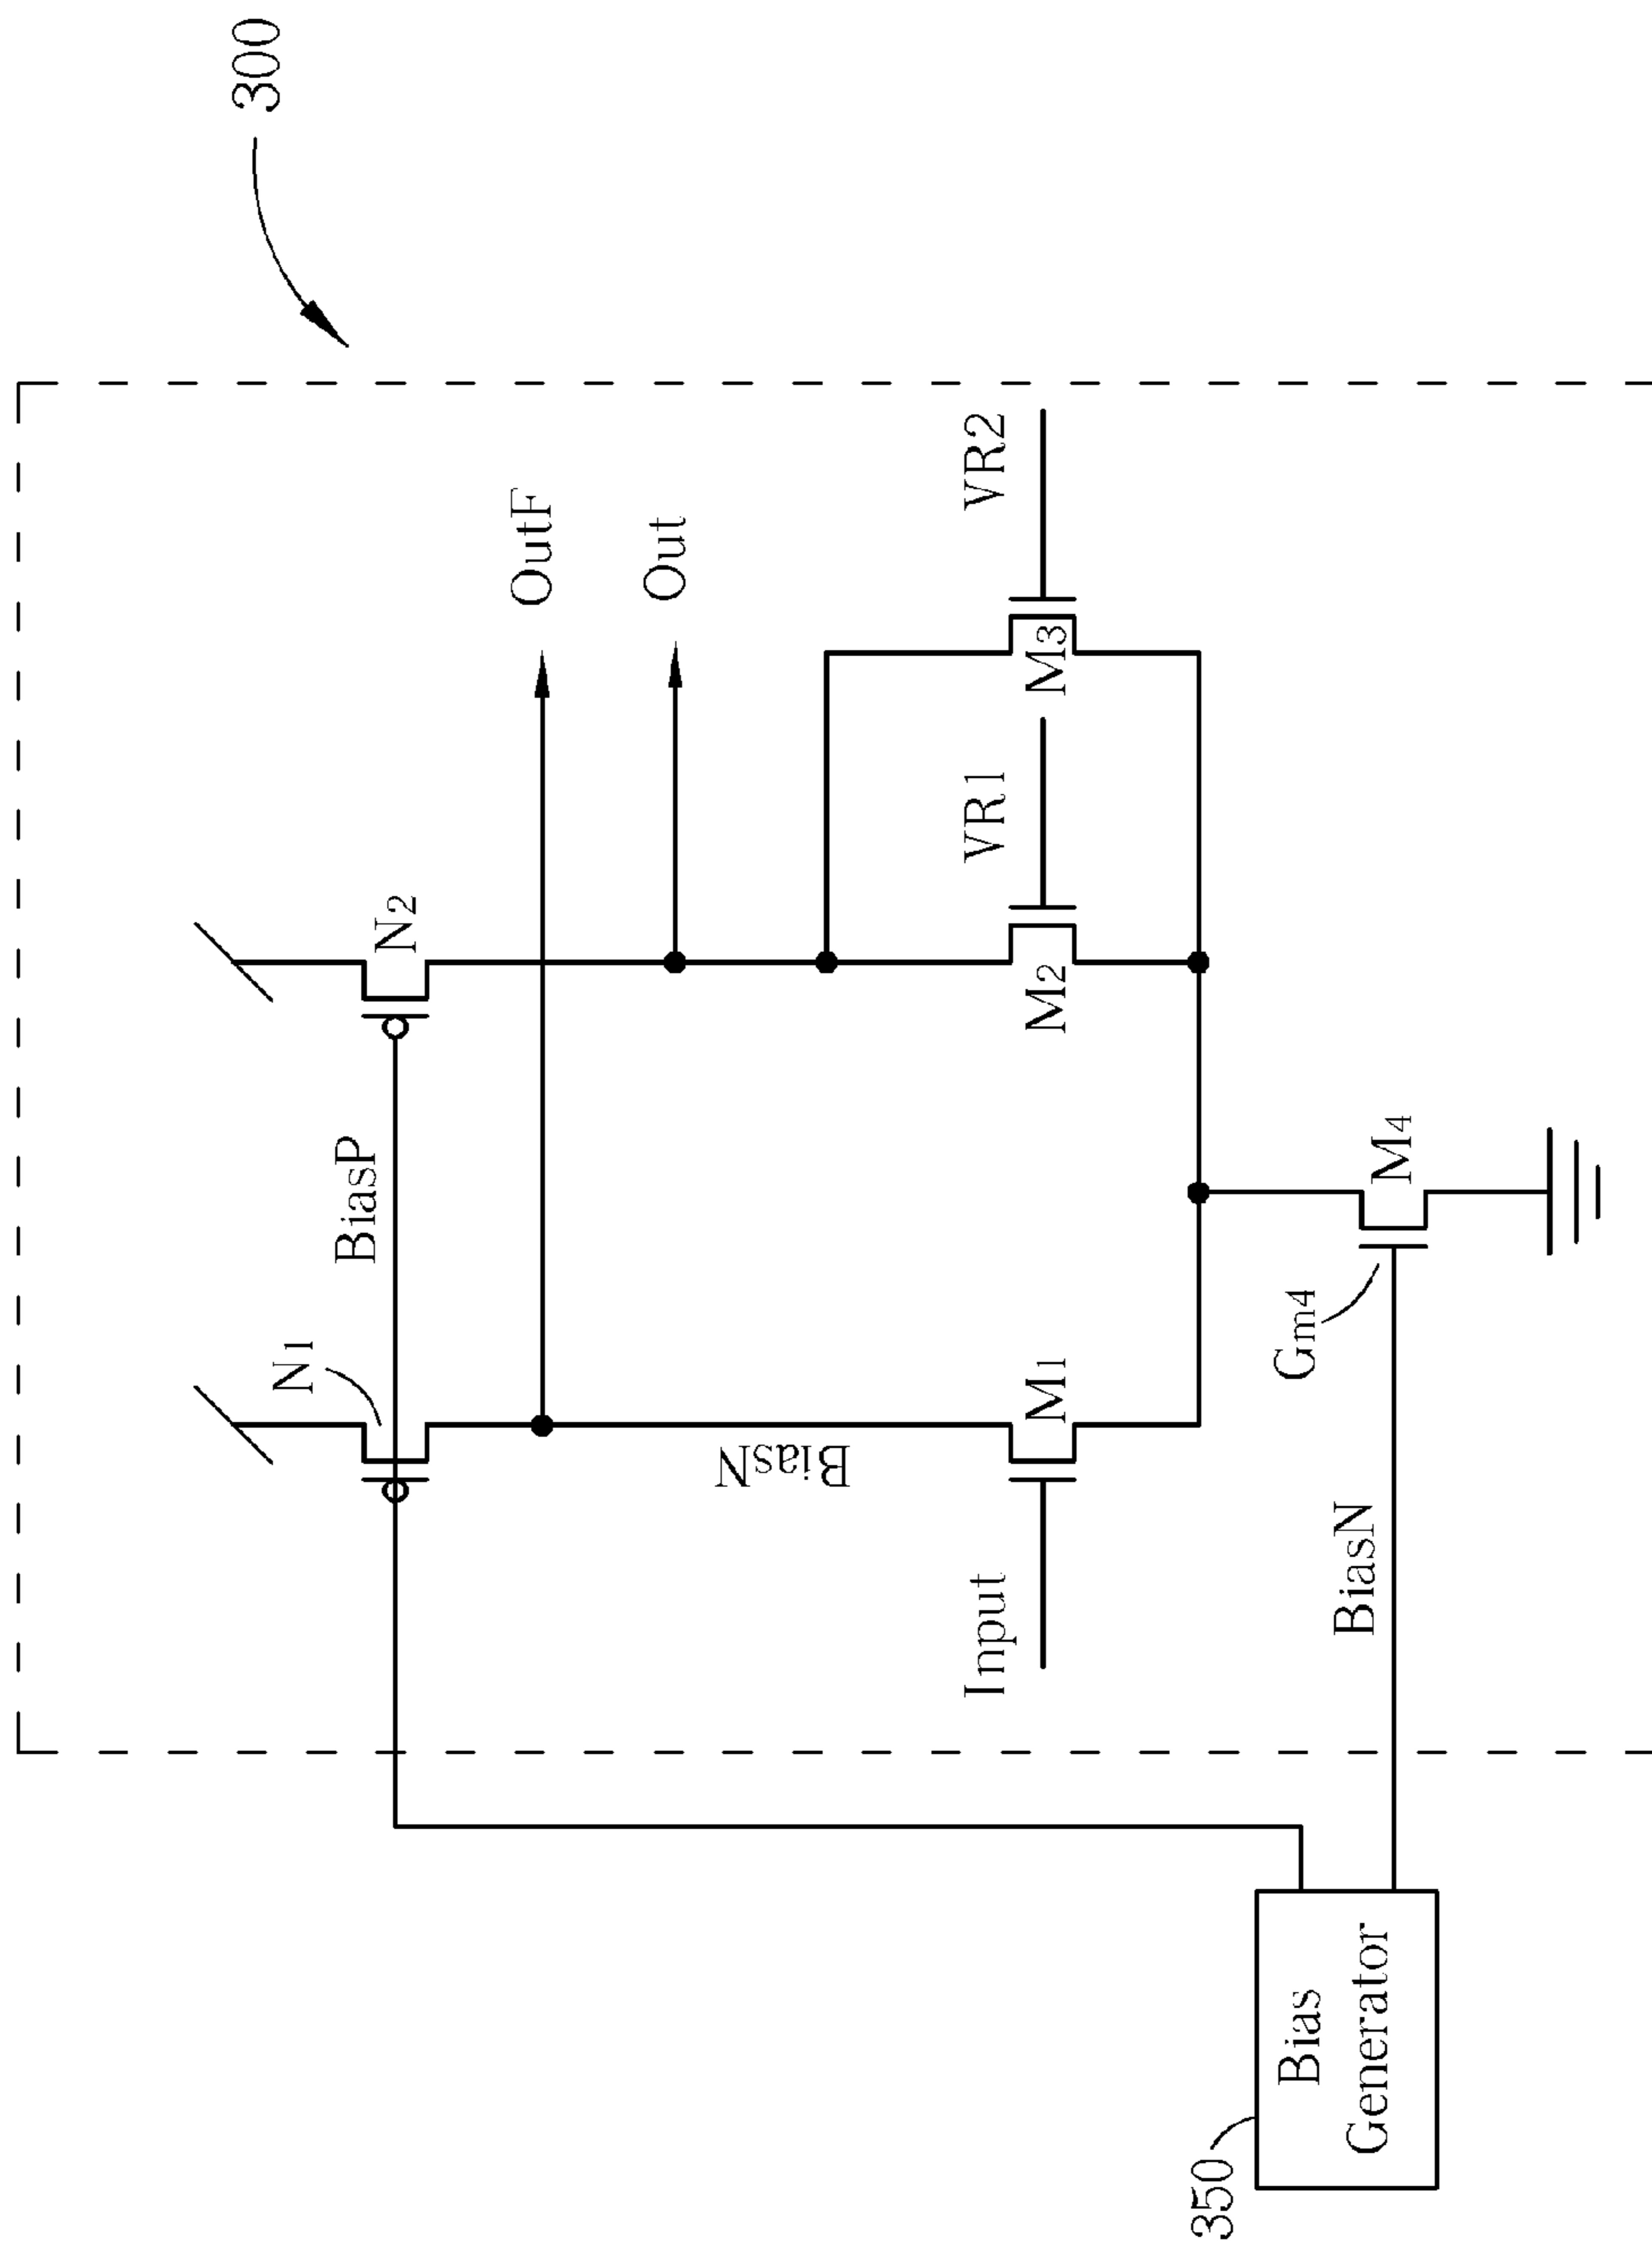 300
N1
BiasP
N2
OutF
Out
BiasN
Input
VR1
VR2
M1
M2
M3
350
Bias
Generator
Gm4
BiasN
M4